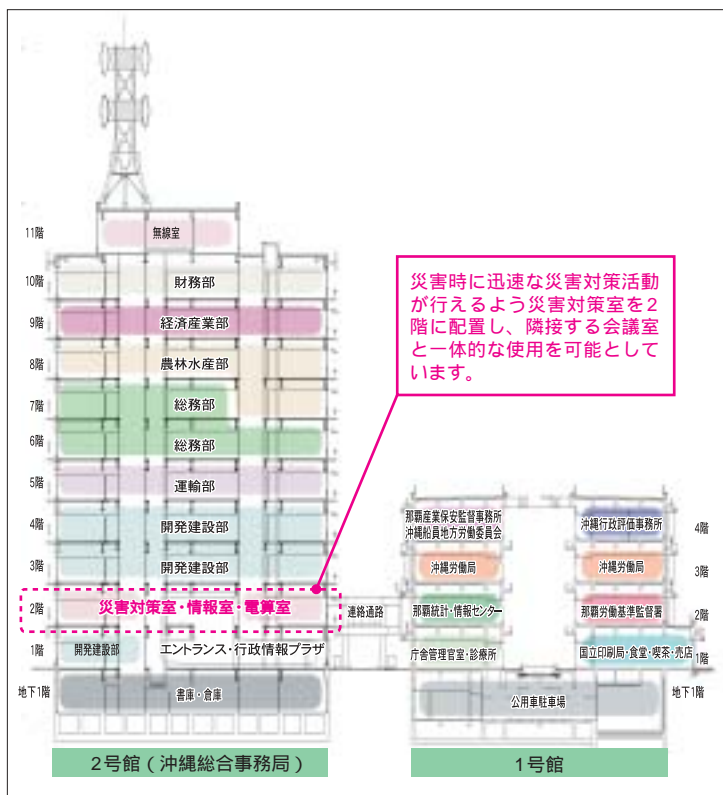 11階
無線室
10階
財務部
9階
経済産業部
8階
農林水産部
7階
総務部
6階
総務部
5階
運輸部
4階
開発建設部
3階
開発建設部
2階
災害対策室・情報室・電算室
1階
開発建設部
エントランス・行政情報プラザ
地下1階
書庫・倉庫
2号館(沖縄総合事務局)
災害時に迅速な災害対策活動
が行えるよう災害対策室を2
階に配置し、隣接する会議室
と一体的な使用を可能として
います。
連絡通路
那覇産業保安監督事務所
沖縄船員地方労働委員会
沖縄行政評価事務所
4階
沖縄労働局
沖縄労働局
3階
那覇統計・情報センター
那覇労働基準監督署
2階
庁舎管理官室・診療所
国立印刷局・食堂・喫茶・売店
1階
公用車駐車場
地下1階
1号館